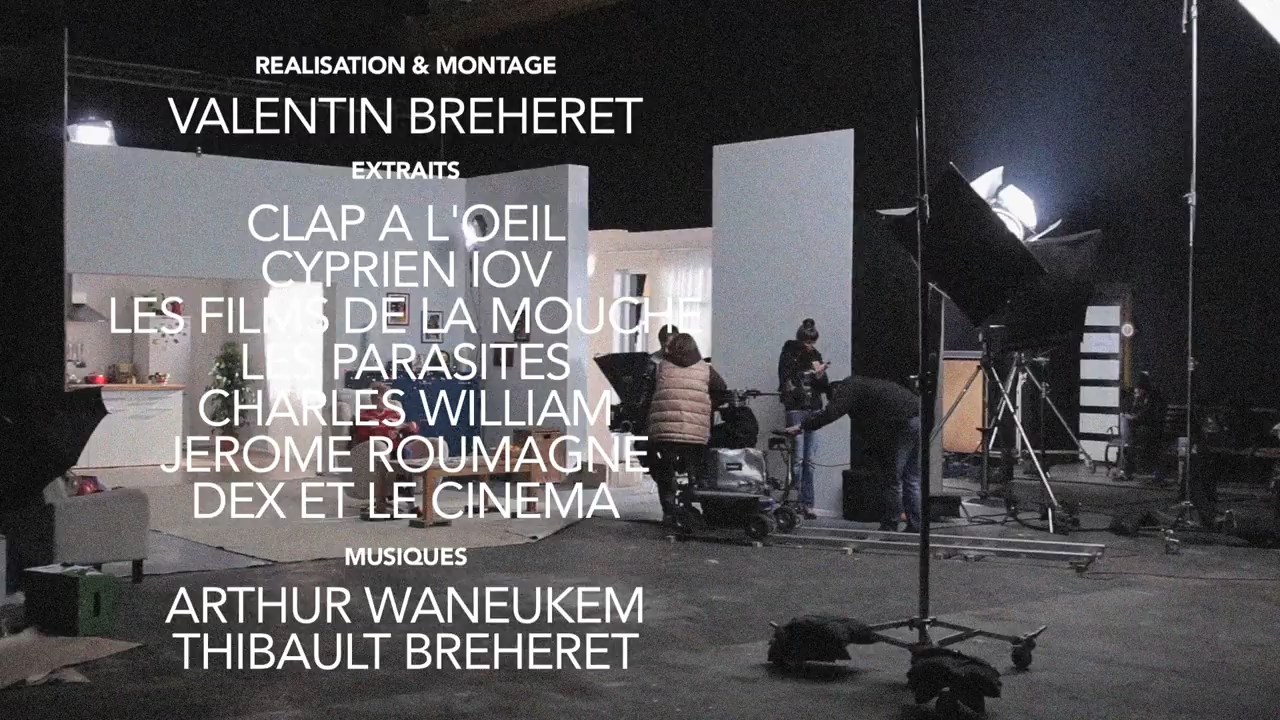 REALISATION & MONTAGE
VALENTIN BREHERET
EXTRAITS
CLAP A L'OEIL
CYPRIEN IOV
LES FILMS DE LA MOUCHE
LES PARASITES
CHARLES WILLIAM
JEROME ROUMAGNE
DEX ET LE CINEMA
MUSIQUES
ARTHUR WANEUKEM
THIBAULT BREHERET